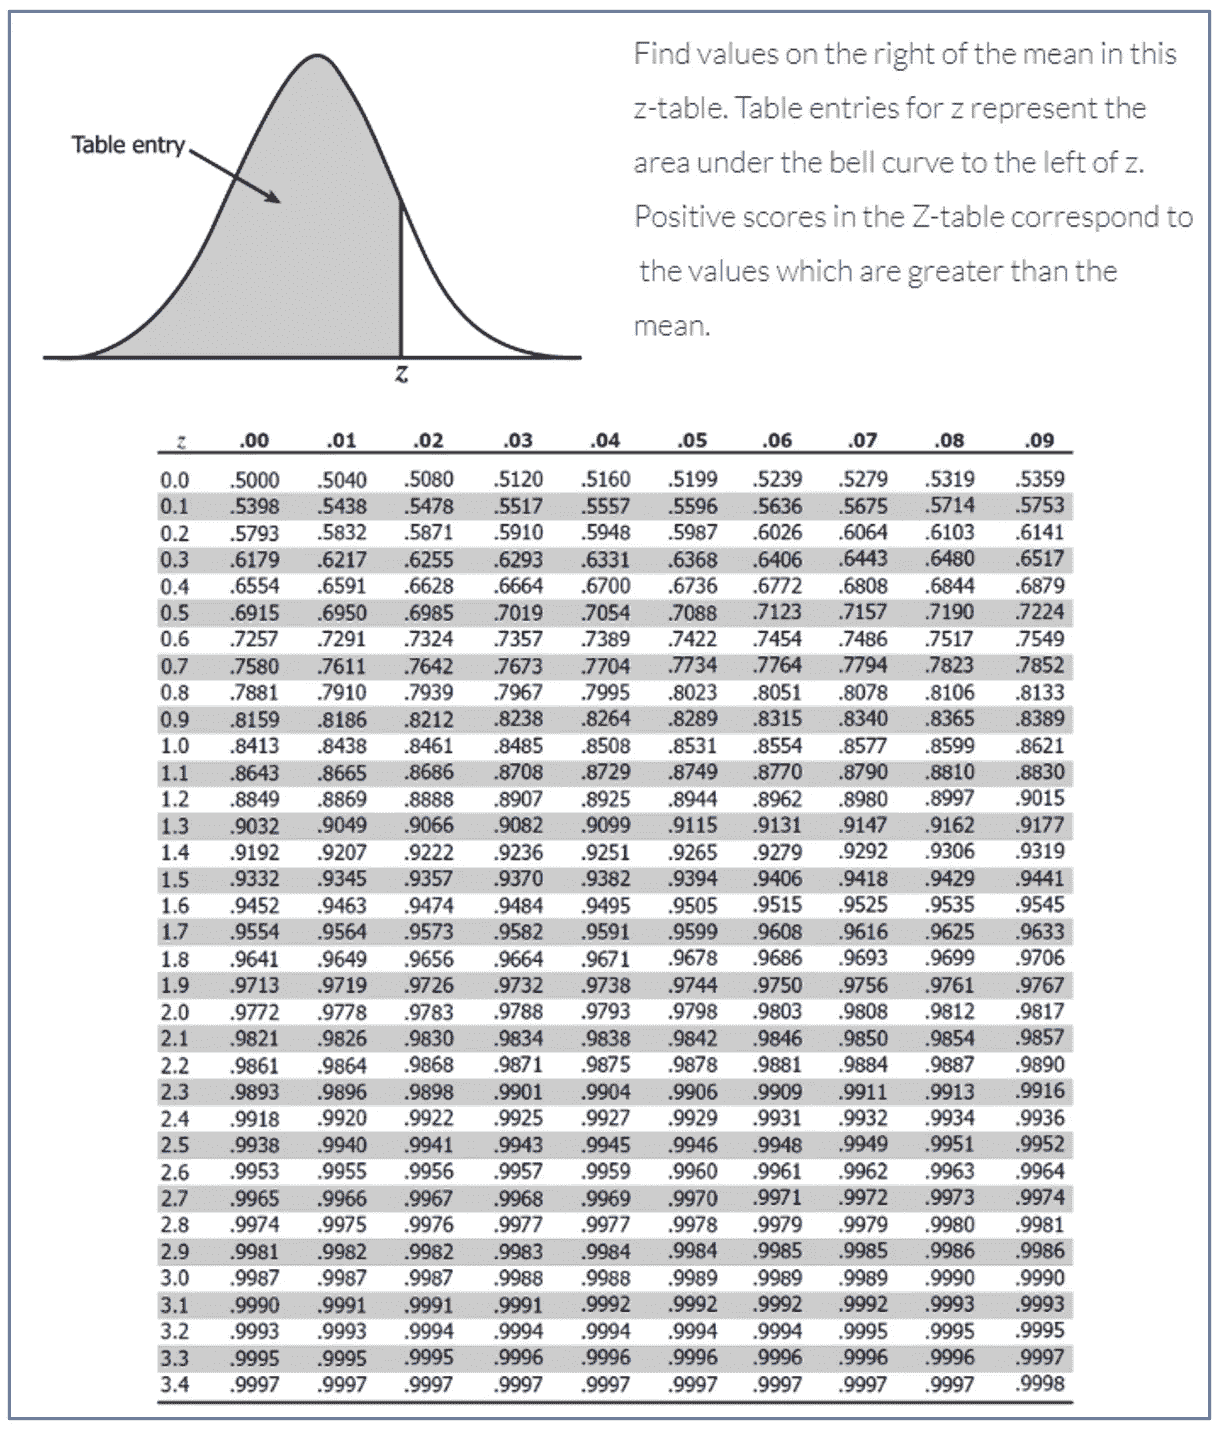 Find values on the right of the mean in this
z-table. Table entries for z represent the
area under the bell curve to the left of z.
Positive scores in the Z-table correspond to
the values which are greater than the
mean.
Table entry
z
z .00 .01 .02 .03 .04 .05 .06 .07 .08 .09
0.0 .5000 .5040 .5080 .5120 .5160 .5199 .5239 .5279 .5319 .5359
0.1 .5398 .5438 .5478 .5517 .5557 .5596 .5636 .5675 .5714 .5753
0.2 .5793 .5832 .5871 .5910 .5948 .5987 .6026 .6064 .6103 .6141
0.3 .6179 .6217 .6255 .6293 .6331 .6368 .6406 .6443 .6480 .6517
0.4 .6554 .6591 .6628 .6664 .6700 .6736 .6772 .6808 .6844 .6879
0.5 .6915 .6950 .6985 .7019 .7054 .7088 .7123 .7157 .7190 .7224
0.6 .7257 .7291 .7324 .7357 .7389 .7422 .7454 .7486 .7517 .7549
0.7 .7580 .7611 .7642 .7673 .7704 .7734 .7764 .7794 .7823 .7852
0.8 .7881 .7910 .7939 .7967 .7995 .8023 .8051 .8078 .8106 .8133
0.9 .8159 .8186 .8212 .8238 .8264 .8289 .8315 .8340 .8365 .8389
1.0 .8413 .8438 .8461 .8485 .8508 .8531 .8554 .8577 .8599 .8621
1.1 .8643 .8665 .8686 .8708 .8729 .8749 .8770 .8790 .8810 .8830
1.2 .8849 .8869 .8888 .8907 .8925 .8944 .8962 .8980 .8997 .9015
1.3 .9032 .9049 .9066 .9082 .9099 .9115 .9131 .9147 .9162 .9177
1.4 .9192 .9207 .9222 .9236 .9251 .9265 .9279 .9292 .9306 .9319
1.5 .9332 .9345 .9357 .9370 .9382 .9394 .9406 .9418 .9429 .9441
1.6 .9452 .9463 .9474 .9484 .9495 .9505 .9515 .9525 .9535 .9545
1.7 .9554 .9564 .9573 .9582 .9591 .9599 .9608 .9616 .9625 .9633
1.8 .9641 .9649 .9656 .9664 .9671 .9678 .9686 .9693 .9699 .9706
1.9 .9713 .9719 .9726 .9732 .9738 .9744 .9750 .9756 .9761 .9767
2.0 .9772 .9778 .9783 .9788 .9793 .9798 .9803 .9808 .9812 .9817
2.1 .9821 .9826 .9830 .9834 .9838 .9842 .9846 .9850 .9854 .9857
2.2 .9861 .9864 .9868 .9871 .9875 .9878 .9881 .9884 .9887 .9890
2.3 .9893 .9896 .9898 .9901 .9904 .9906 .9909 .9911 .9913 .9916
2.4 .9918 .9920 .9922 .9925 .9927 .9929 .9931 .9932 .9934 .9936
2.5 .9938 .9940 .9941 .9943 .9945 .9946 .9948 .9949 .9951 .9952
2.6 .9953 .9955 .9956 .9957 .9959 .9960 .9961 .9962 .9963 .9964
2.7 .9965 .9966 .9967 .9968 .9969 .9970 .9971 .9972 .9973 .9974
2.8 .9974 .9975 .9976 .9977 .9977 .9978 .9979 .9979 .9980 .9981
2.9 .9981 .9982 .9982 .9983 .9984 .9984 .9985 .9985 .9986 .9986
3.0 .9987 .9987 .9987 .9988 .9988 .9989 .9989 .9989 .9990 .9990
3.1 .9990 .9991 .9991 .9991 .9992 .9992 .9992 .9992 .9993 .9993
3.2 .9993 .9993 .9994 .9994 .9994 .9994 .9994 .9995 .9995 .9995
3.3 .9995 .9995 .9995 .9996 .9996 .9996 .9996 .9996 .9996 .9997
3.4 .9997 .9997 .9997 .9997 .9997 .9997 .9997 .9997 .9997 .9998